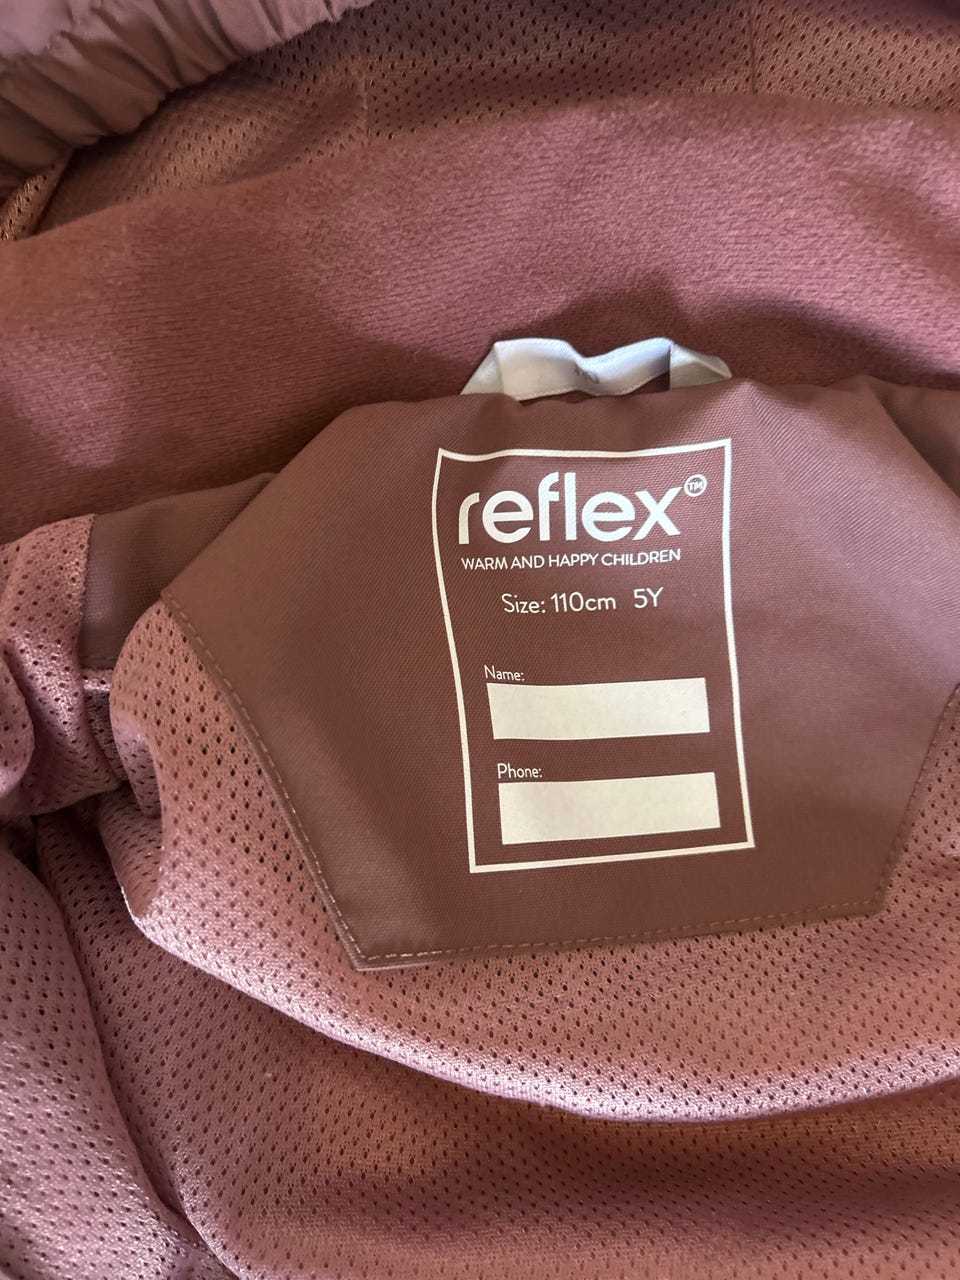 reflex™
WARM AND HAPPY CHILDREN
Size: 110cm 5Y
Name:
Phone: